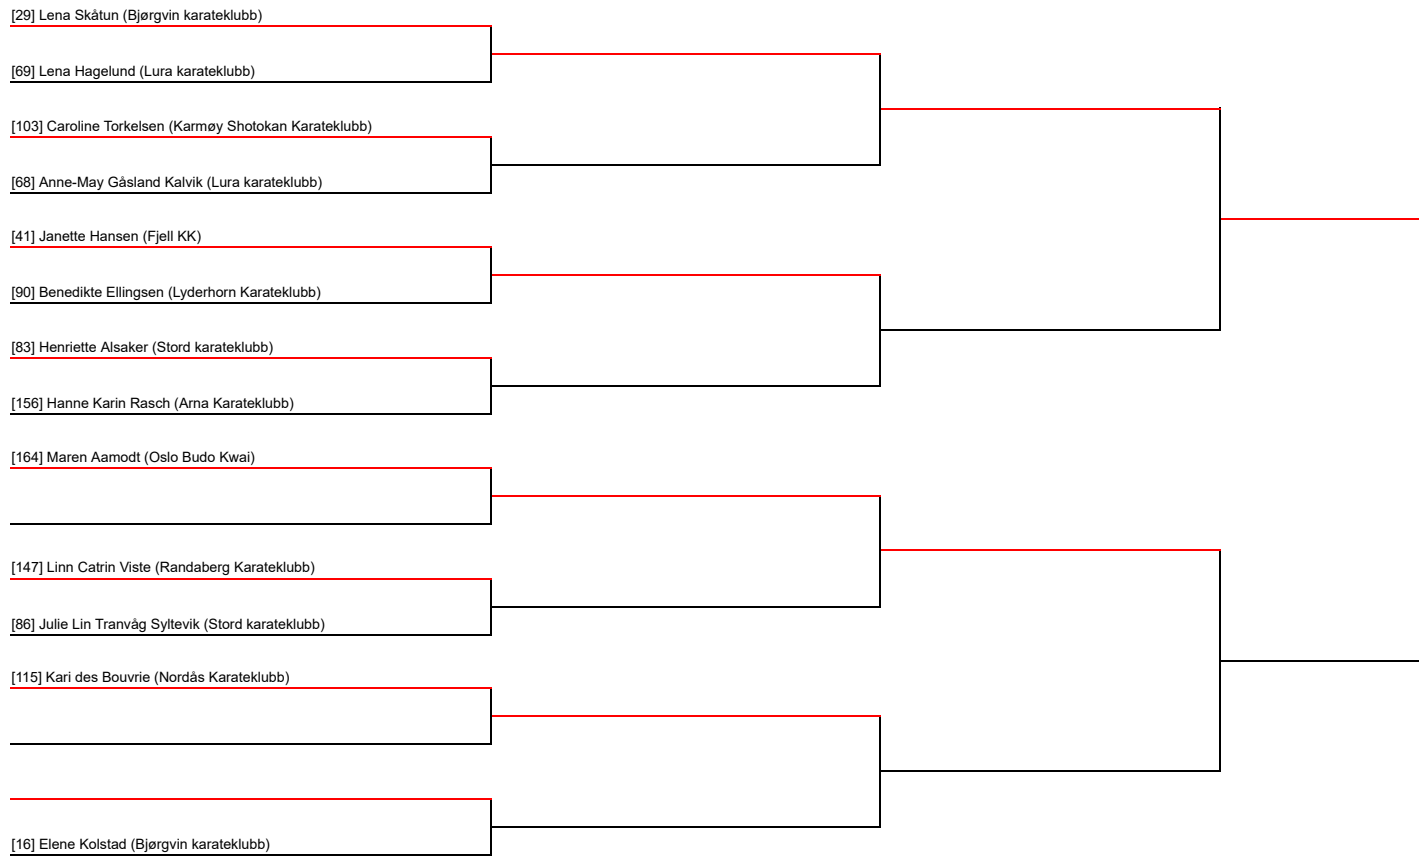 [29] Lena Skåtun (Bjørgvin karateklubb)
[69] Lena Hagelund (Lura karateklubb)
[103] Caroline Torkelsen (Karmøy Shotokan Karateklubb)
[68] Anne-May Gåsland Kalvik (Lura karateklubb)
[41] Janette Hansen (Fjell KK)
[90] Benedikte Ellingsen (Lyderhorn Karateklubb)
[83] Henriette Alsaker (Stord karateklubb)
[156] Hanne Karin Rasch (Arna Karateklubb)
[164] Maren Aamodt (Oslo Budo Kwai)
[147] Linn Catrin Viste (Randaberg Karateklubb)
[86] Julie Lin Tranvåg Syltevik (Stord karateklubb)
[115] Kari des Bouvrie (Nordås Karateklubb)
[16] Elene Kolstad (Bjørgvin karateklubb)